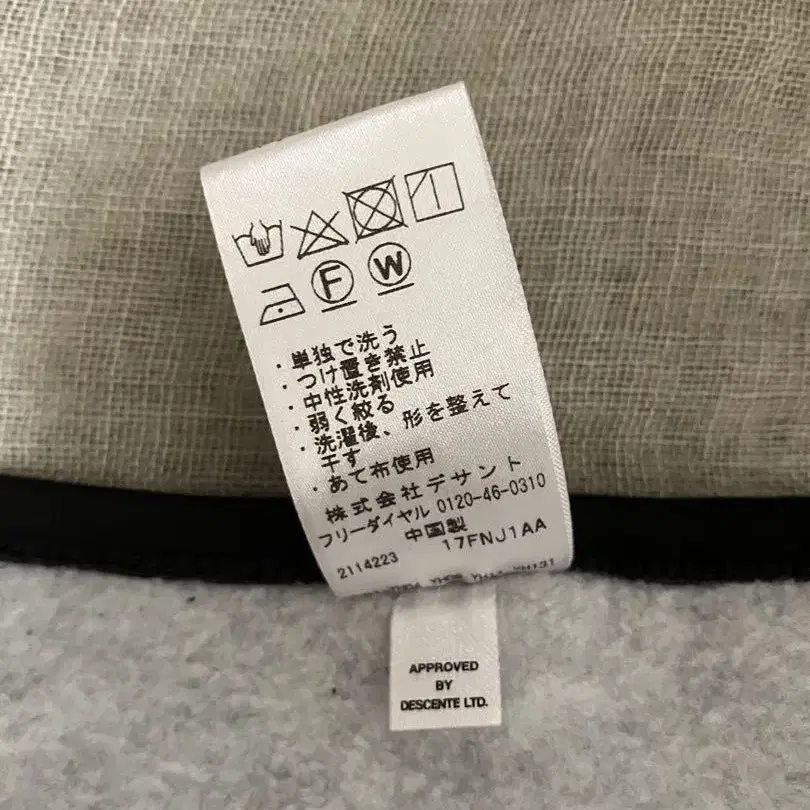 F W
・単独で洗う
・つけ置き禁止
・中性洗剤使用
・弱く絞る
・洗濯後、形を整えて
干す
・あて布使用
株式会社デサント
フリーダイヤル 0120-46-0310
中国製
2114223 17FNJ1AA
APPROVED
BY
DESCENTE LTD.